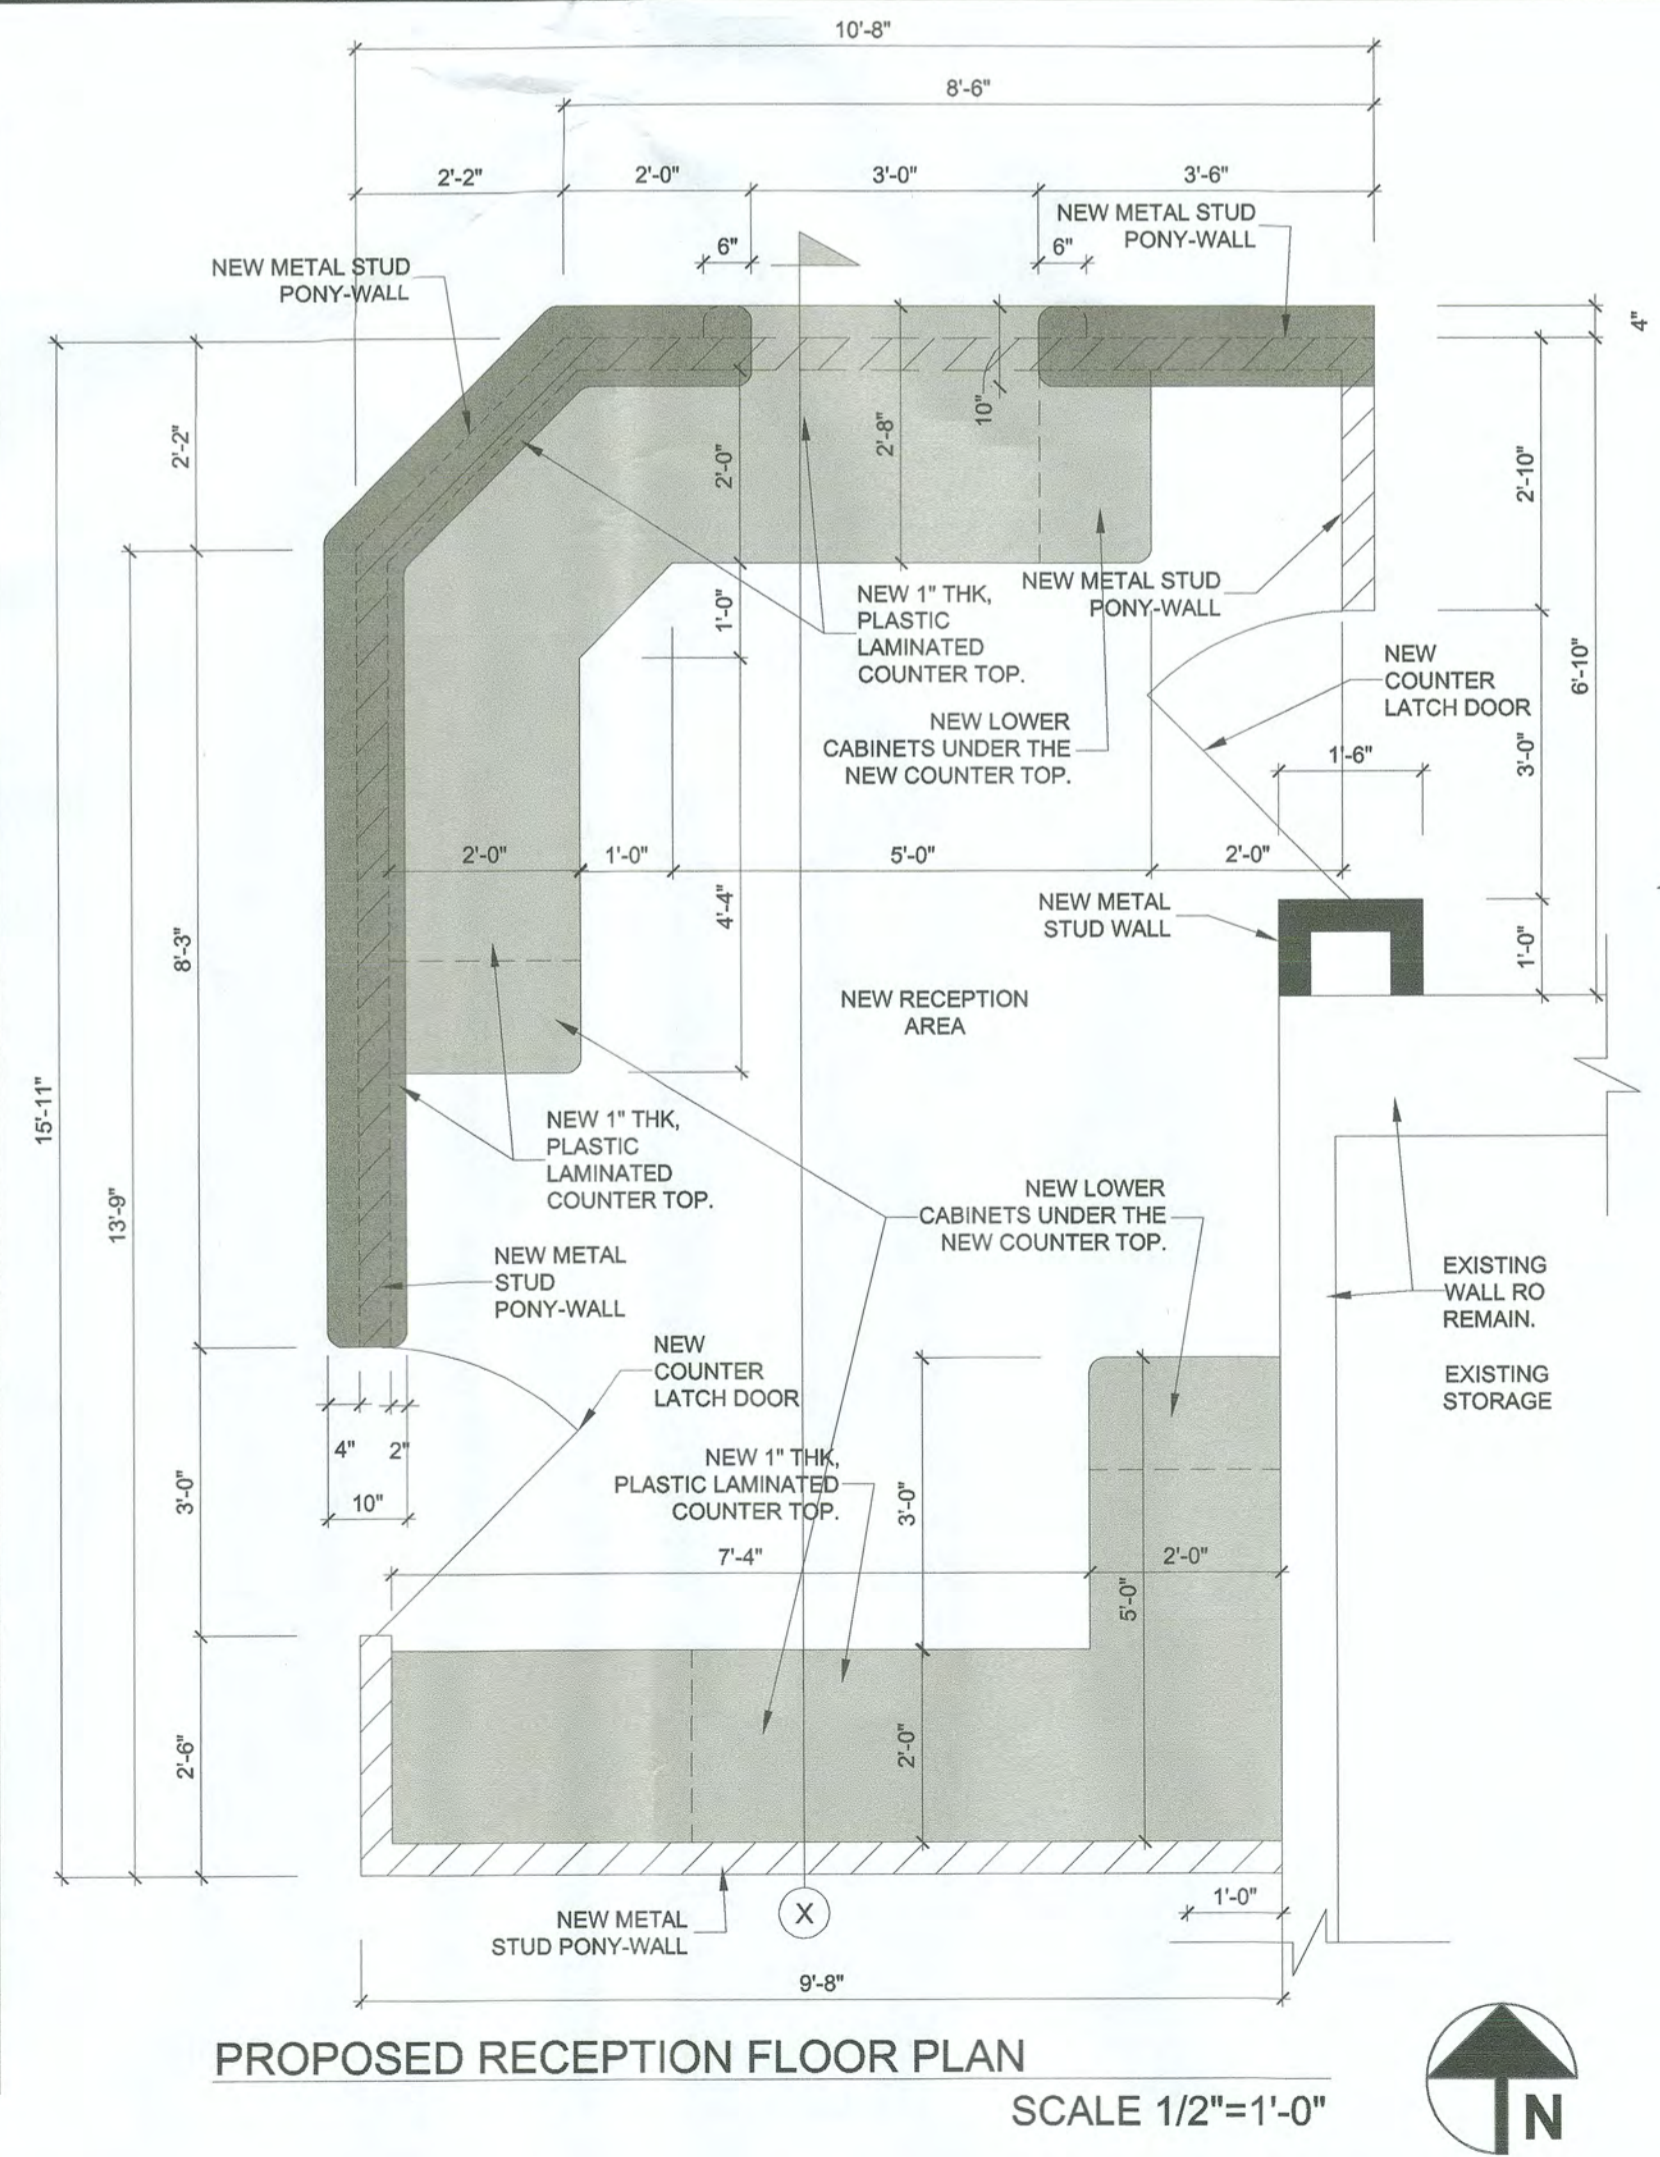 10'-8"
8'-6"
2'-2"
2'-0"
3'-0"
3'-6"
NEW METAL STUD
PONY-WALL
6"
6"
NEW METAL STUD
PONY-WALL
4"
2'-2"
10"
2'-8"
2'-0"
2'-10"
NEW 1" THK,
PLASTIC
LAMINATED
COUNTER TOP.
NEW METAL STUD
PONY-WALL
1'-0"
NEW
COUNTER
LATCH DOOR
6'-10"
NEW LOWER
CABINETS UNDER THE
NEW COUNTER TOP.
1'-6"
3'-0"
2'-0"
1'-0"
5'-0"
2'-0"
4'-4"
NEW METAL
STUD WALL
8'-3"
1'-0"
NEW RECEPTION
AREA
15'-11"
13'-9"
NEW 1" THK,
PLASTIC
LAMINATED
COUNTER TOP.
NEW LOWER
CABINETS UNDER THE
NEW COUNTER TOP.
NEW METAL
STUD
PONY-WALL
EXISTING
WALL RO
REMAIN.
EXISTING
STORAGE
NEW
COUNTER
LATCH DOOR
4"
2"
10"
NEW 1" THK,
PLASTIC LAMINATED
COUNTER TOP.
3'-0"
3'-0"
7'-4"
2'-0"
5'-0"
2'-6"
2'-0"
1'-0"
X
NEW METAL
STUD PONY-WALL
9'-8"
PROPOSED RECEPTION FLOOR PLAN
SCALE 1/2"=1'-0"
N